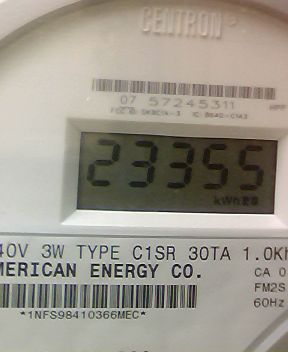 CENTRON®
07 57245311
23355
kWh
40V 3W TYPE C1SR 30TA 1.0Kh
MERICAN ENERGY CO.
CA 0
FM2S
60Hz
*1NFS98410366MEC*